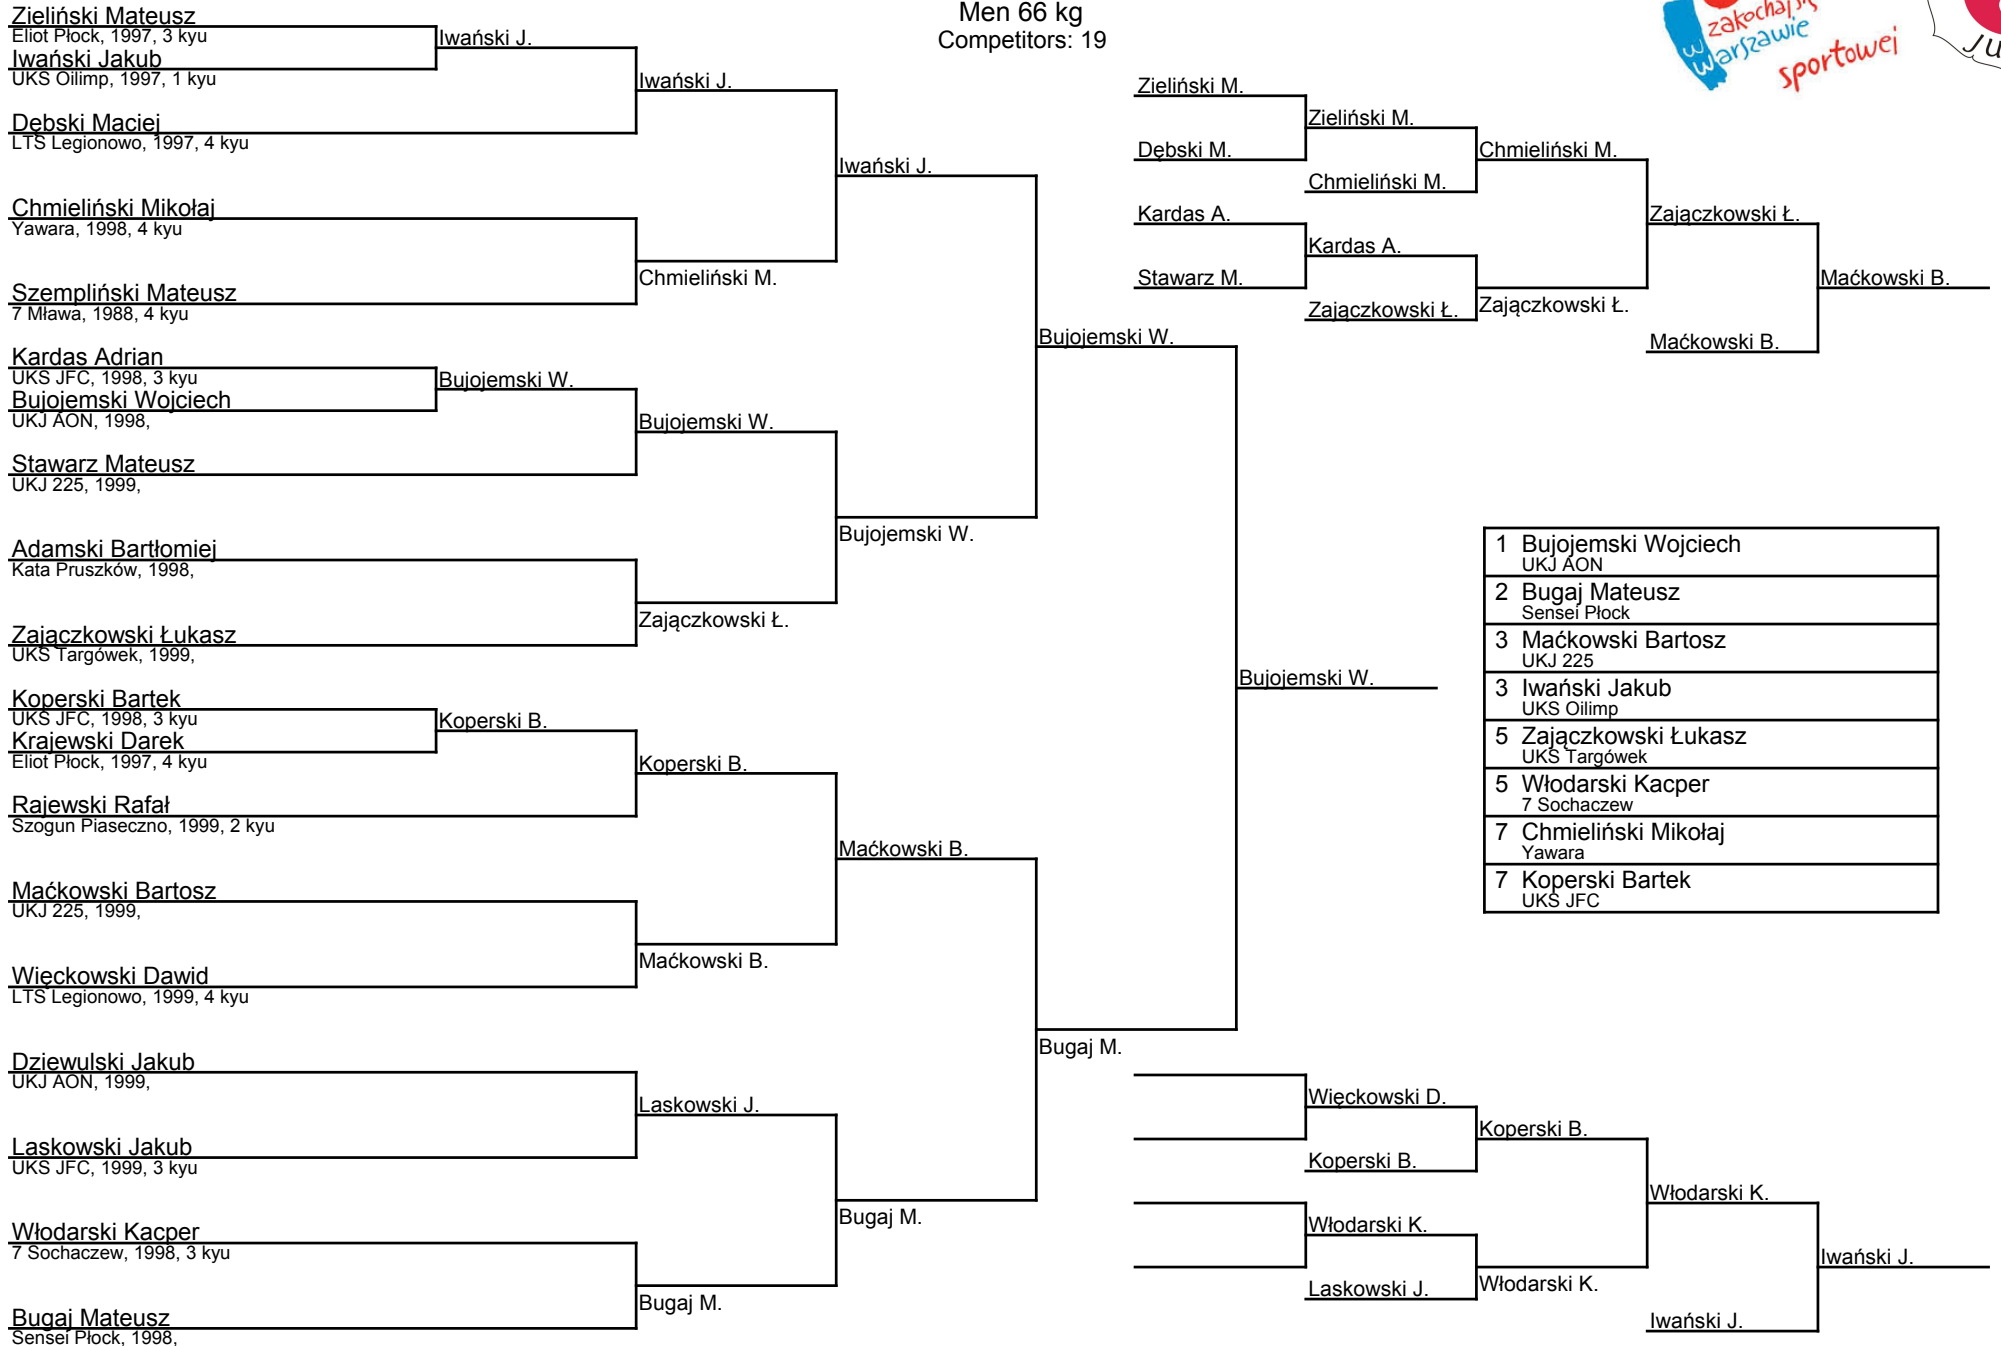 Men 66 kg
Competitors: 19
zakochaj się
w Warszawie
sportowej
Zieliński Mateusz
Eliot Płock, 1997, 3 kyu
Iwański Jakub
UKS Oilimp, 1997, 1 kyu
Dębski Maciej
LTS Legionowo, 1997, 4 kyu
Chmieliński Mikołaj
Yawara, 1998, 4 kyu
Szempliński Mateusz
7 Mława, 1988, 4 kyu
Kardas Adrian
UKS JFC, 1998, 3 kyu
Bujojemski Wojciech
UKJ AON, 1998,
Stawarz Mateusz
UKJ 225, 1999,
Adamski Bartłomiej
Kata Pruszków, 1998,
Zajączkowski Łukasz
UKS Targówek, 1999,
Koperski Bartek
UKS JFC, 1998, 3 kyu
Krajewski Darek
Eliot Płock, 1997, 4 kyu
Rajewski Rafał
Szogun Piaseczno, 1999, 2 kyu
Maćkowski Bartosz
UKJ 225, 1999,
Więckowski Dawid
LTS Legionowo, 1999, 4 kyu
Dziewulski Jakub
UKJ AON, 1999,
Laskowski Jakub
UKS JFC, 1999, 3 kyu
Włodarski Kacper
7 Sochaczew, 1998, 3 kyu
Bugaj Mateusz
Sensei Płock, 1998,
Iwański J.
Bujojemski W.
Koperski B.
Iwański J.
Chmieliński M.
Bujojemski W.
Zajączkowski Ł.
Koperski B.
Maćkowski B.
Laskowski J.
Bugaj M.
Iwański J.
Bujojemski W.
Maćkowski B.
Bugaj M.
Bujojemski W.
Bugaj M.
Bujojemski W.
Zieliński M.
Dębski M.
Kardas A.
Stawarz M.
Zieliński M.
Chmieliński M.
Kardas A.
Zajączkowski Ł.
Chmieliński M.
Zajączkowski Ł.
Zajączkowski Ł.
Maćkowski B.
Maćkowski B.
1 Bujojemski Wojciech
UKJ AON
2 Bugaj Mateusz
Sensei Płock
3 Maćkowski Bartosz
UKJ 225
3 Iwański Jakub
UKS Oilimp
5 Zajączkowski Łukasz
UKS Targówek
5 Włodarski Kacper
7 Sochaczew
7 Chmieliński Mikołaj
Yawara
7 Koperski Bartek
UKS JFC
Więckowski D.
Koperski B.
Włodarski K.
Laskowski J.
Koperski B.
Włodarski K.
Włodarski K.
Iwański J.
Iwański J.